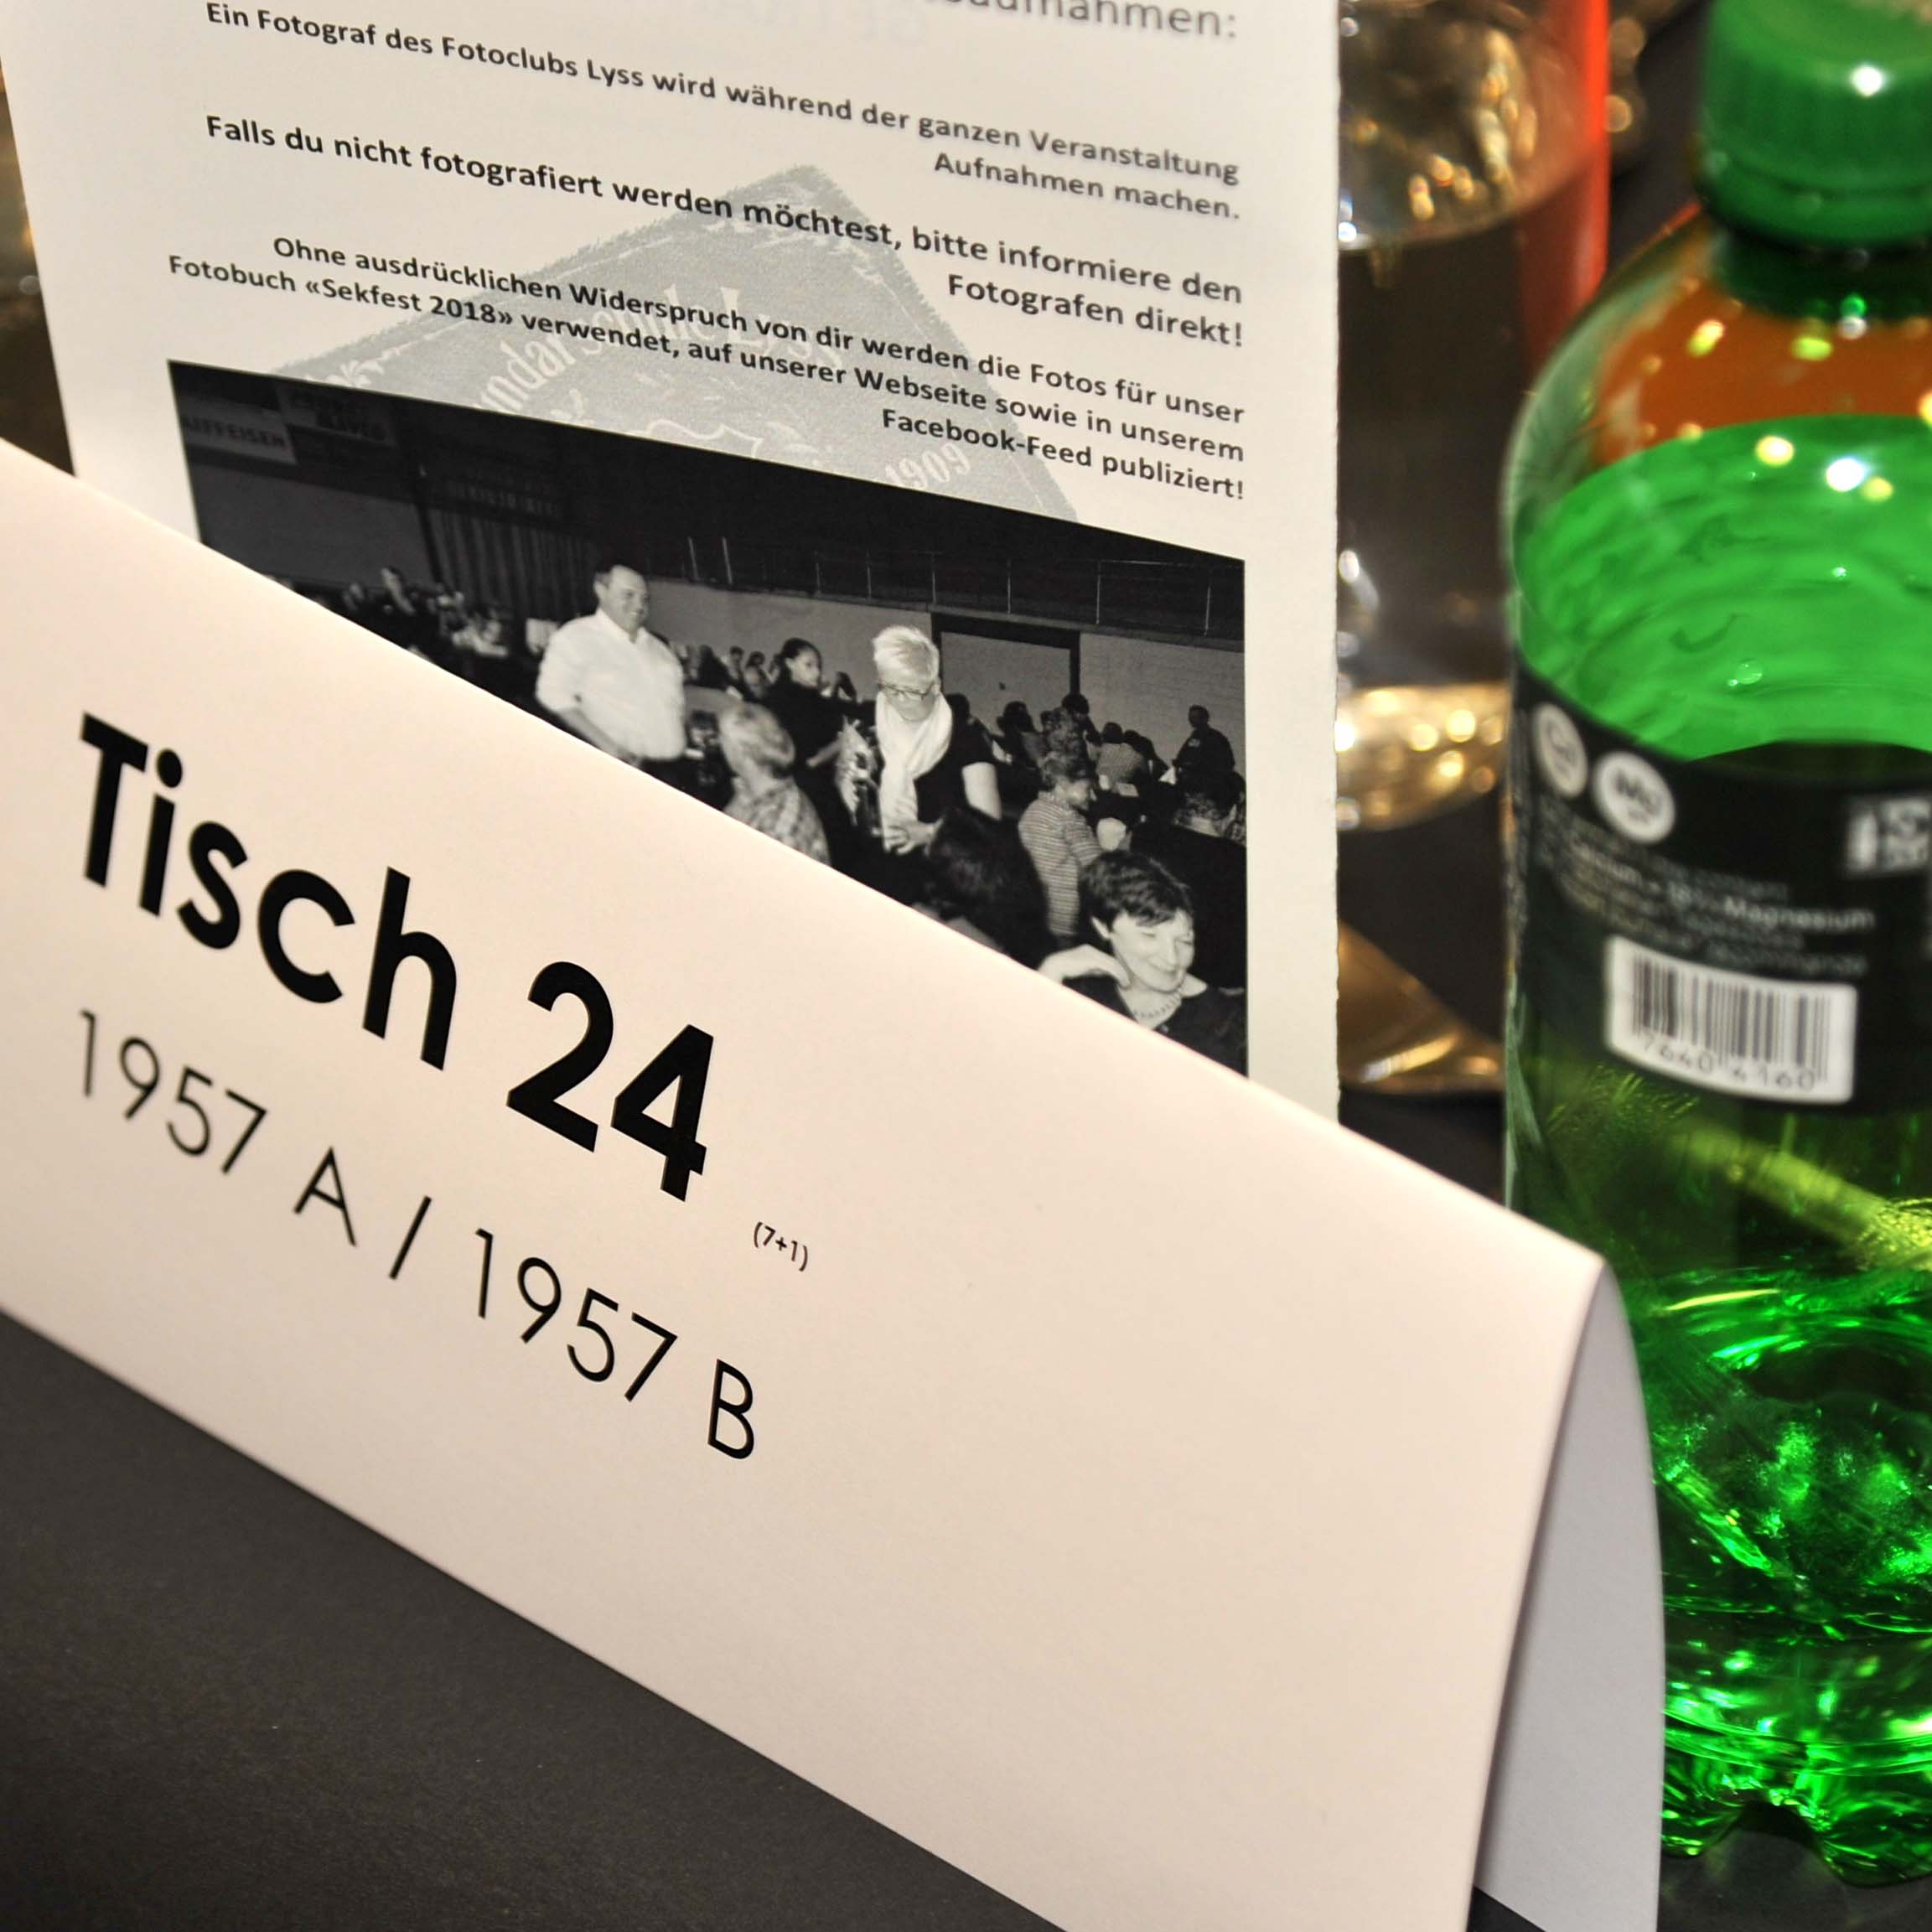 Ein Fotograf des Fotoclubs Lyss wird während der ganzen Veranstaltung
Aufnahmen machen.
Falls du nicht fotografiert werden möchtest, bitte informiere den
Fotografen direkt!
Ohne ausdrücklichen Widerspruch von dir werden die Fotos für unser
Fotobuch «Sekfest 2018» verwendet, auf unserer Webseite sowie in unserem
Facebook-Feed publiziert!
1909
RAIFFEISEN
Tisch 24
(7+1)
1957 A / 1957 B
Magnesium